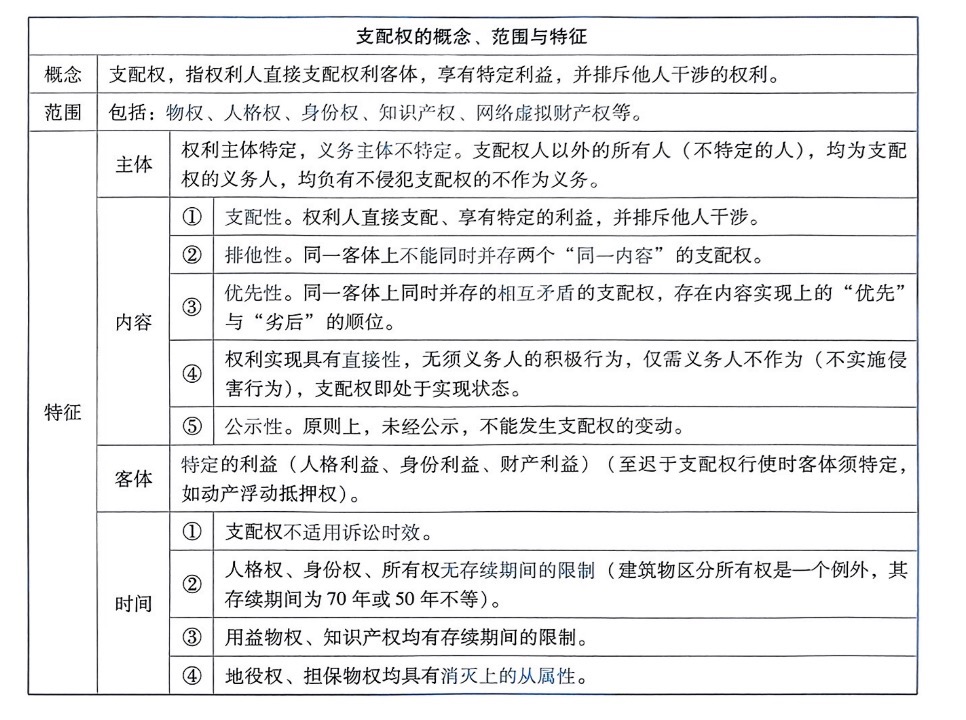 支配权的概念、范围与特征
概念
支配权，指权利人直接支配权利客体，享有特定利益，并排斥他人干涉的权利。
范围
包括：物权、人格权、身份权、知识产权、网络虚拟财产权等。
特征
主体
权利主体特定，义务主体不特定。支配权人以外的所有人（不特定的人），均为支配
权的义务人，均负有不侵犯支配权的不作为义务。
内容
① 支配性。权利人直接支配、享有特定的利益，并排斥他人干涉。
② 排他性。同一客体上不能同时并存两个“同一内容”的支配权。
③ 优先性。同一客体上同时并存的相互矛盾的支配权，存在内容实现上的“优先”
与“劣后”的顺位。
④ 权利实现具有直接性，无须义务人的积极行为，仅需义务人不作为（不实施侵
害行为），支配权即处于实现状态。
⑤ 公示性。原则上，未经公示，不能发生支配权的变动。
客体
特定的利益（人格利益、身份利益、财产利益）（至迟于支配权行使时客体须特定，
如动产浮动抵押权）。
时间
① 支配权不适用诉讼时效。
② 人格权、身份权、所有权无存续期间的限制（建筑物区分所有权是一个例外，其
存续期间为 70 年或 50 年不等）。
③ 用益物权、知识产权均有存续期间的限制。
④ 地役权、担保物权均具有消灭上的从属性。